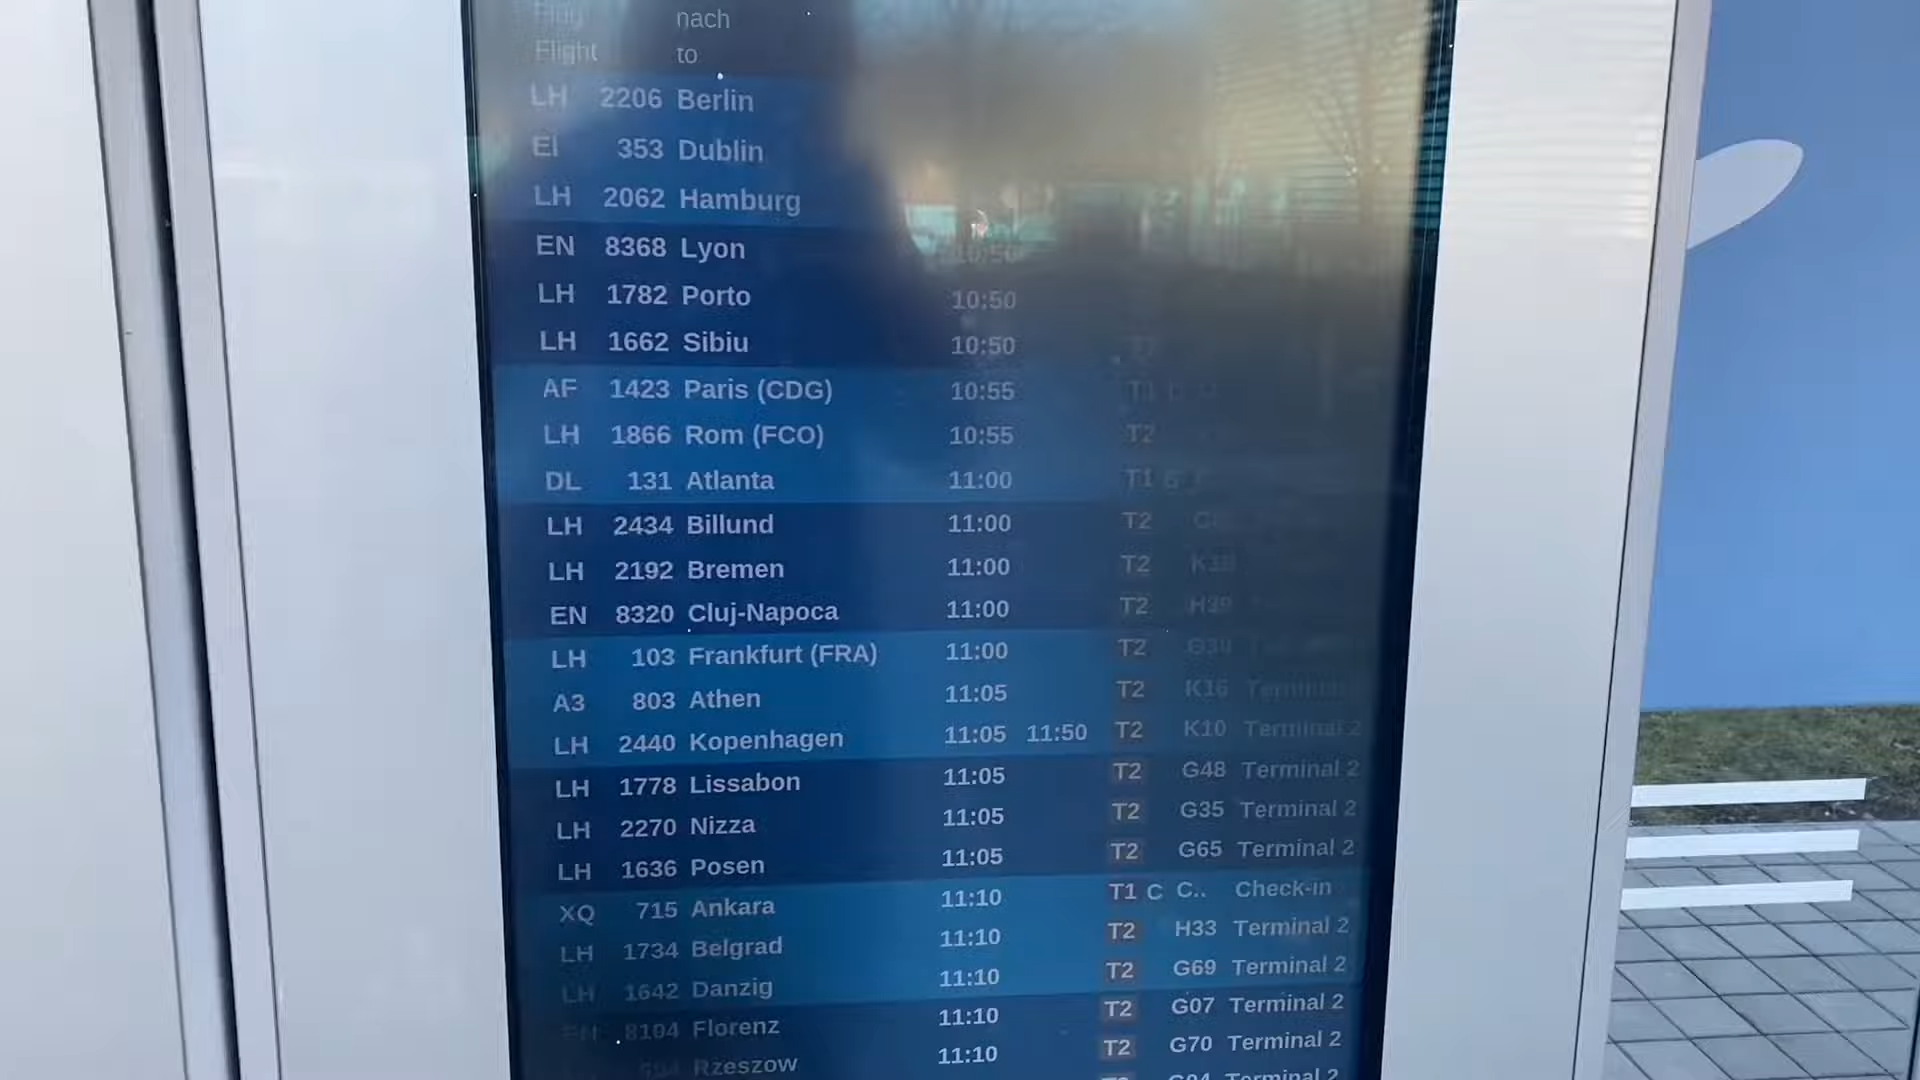 nach
Flight to
LH 2206 Berlin
EI 353 Dublin
LH 2062 Hamburg
EN 8368 Lyon 10:50
LH 1782 Porto 10:50
LH 1662 Sibiu 10:50
AF 1423 Paris (CDG) 10:55 T1
LH 1866 Rom (FCO) 10:55 T2
DL 131 Atlanta 11:00 T1
LH 2434 Billund 11:00 T2
LH 2192 Bremen 11:00 T2
EN 8320 Cluj-Napoca 11:00 T2 H39
LH 103 Frankfurt (FRA) 11:00 T2
A3 803 Athen 11:05 T2 K16 Terminal
LH 2440 Kopenhagen 11:05 11:50 T2 K10 Terminal 2
LH 1778 Lissabon 11:05 T2 G48 Terminal 2
LH 2270 Nizza 11:05 T2 G35 Terminal 2
LH 1636 Posen 11:05 T2 G65 Terminal 2
XQ 715 Ankara 11:10 T1 C C.. Check-in
LH 1734 Belgrad 11:10 T2 H33 Terminal 2
LH 1642 Danzig 11:10 T2 G69 Terminal 2
8104 Florenz 11:10 T2 G07 Terminal 2
Rzeszow 11:10 T2 G70 Terminal 2
Terminal 2